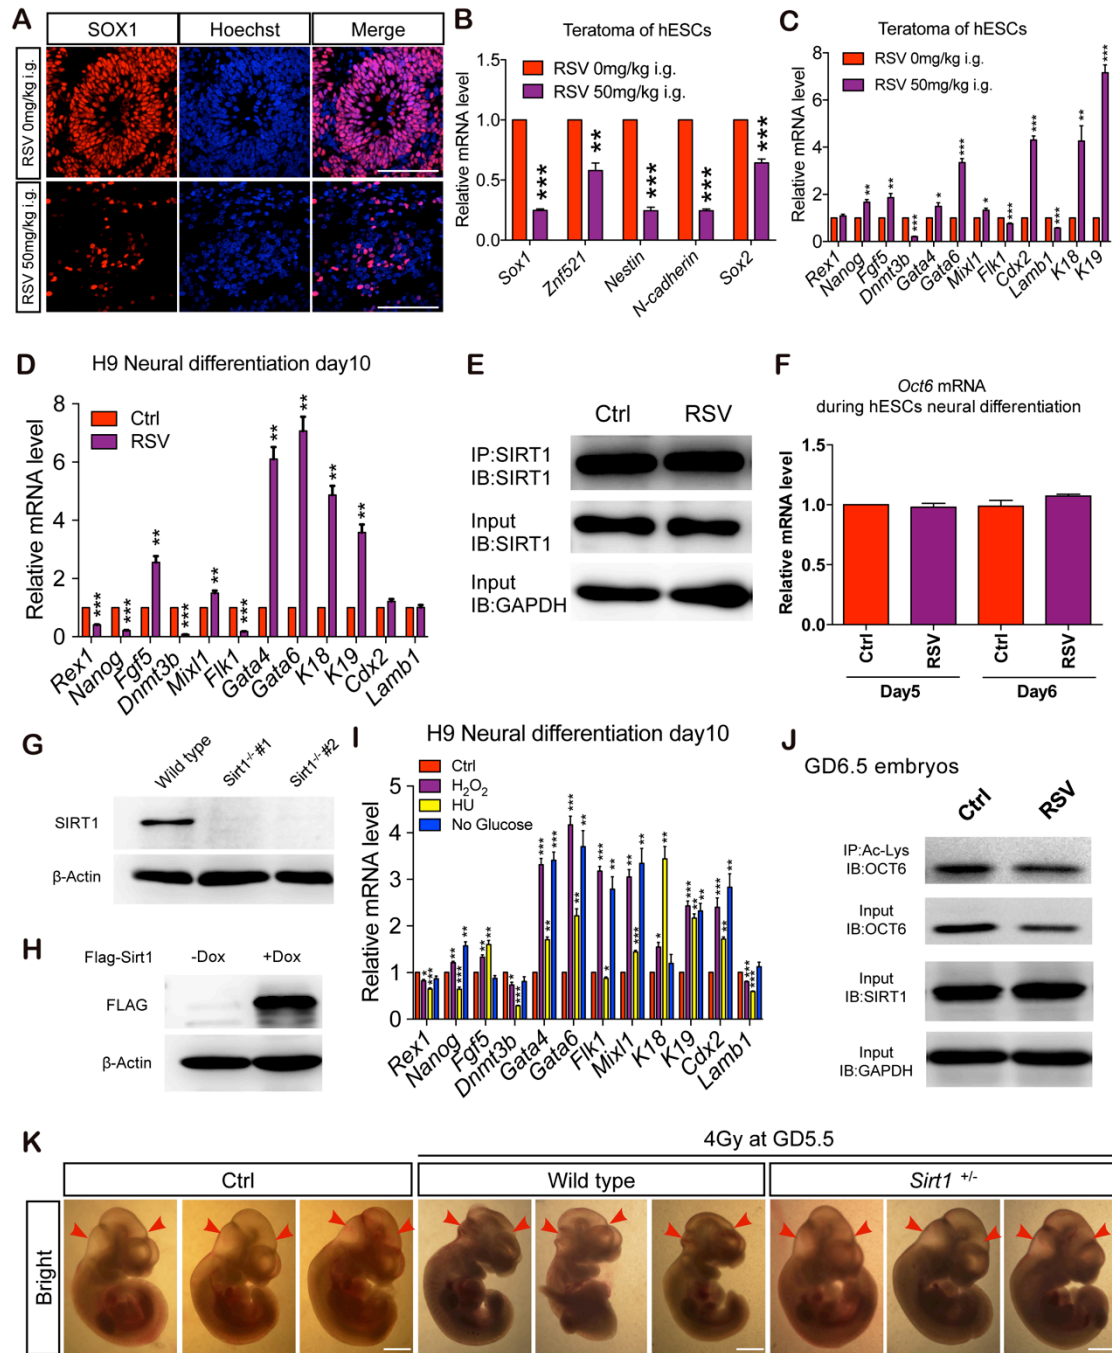 A
SOX1
Hoechst
Merge
RSV 0mg/kg i.g.
RSV 50mg/kg i.g.
B
Teratoma of hESCs
RSV 0mg/kg i.g.
RSV 50mg/kg i.g.
Relative mRNA level
1.0
0.5
0.0
***
**
***
***
***
Sox1
Znf521
Nestin
N-cadherin
Sox2
C
Teratoma of hESCs
RSV 0mg/kg i.g.
RSV 50mg/kg i.g.
Relative mRNA level
8
6
4
2
0
**
**
***
*
***
*
***
***
***
**
***
Rex1
Nanog
Fgf5
Dnmt3b
Gata4
Gata6
Mixl1
Flk1
Cdx2
Lamb1
K18
K19
D
H9 Neural differentiation day10
Ctrl
RSV
Relative mRNA level
8
6
4
2
0
***
***
**
***
**
***
**
**
**
**
Rex1
Nanog
Fgf5
Dnmt3b
Mixl1
Flk1
Gata4
Gata6
K18
K19
Cdx2
Lamb1
E
Ctrl
RSV
IP:SIRT1
IB:SIRT1
Input
IB:SIRT1
Input
IB:GAPDH
F
Oct6 mRNA
during hESCs neural differentiation
Relative mRNA level
1.5
1.0
0.5
0.0
Ctrl
RSV
Ctrl
RSV
Day5
Day6
G
Wild type
Sirt1-/-#1
Sirt1-/-#2
SIRT1
β-Actin
H
Flag-Sirt1
-Dox
+Dox
FLAG
β-Actin
I
H9 Neural differentiation day10
Ctrl
H2O2
HU
No Glucose
Relative mRNA level
5
4
3
2
1
0
*
***
**
***
**
**
**
*
***
***
**
***
***
**
**
***
*
**
**
***
**
*
**
**
**
**
**
**
**
***
***
Rex1
Nanog
Fgf5
Dnmt3b
Gata4
Gata6
Flk1
Mixl1
K18
K19
Cdx2
Lamb1
J
GD6.5 embryos
Ctrl
RSV
IP:Ac-Lys
IB:OCT6
Input
IB:OCT6
Input
IB:SIRT1
Input
IB:GAPDH
K
4Gy at GD5.5
Ctrl
Wild type
Sirt1 +/-
Bright